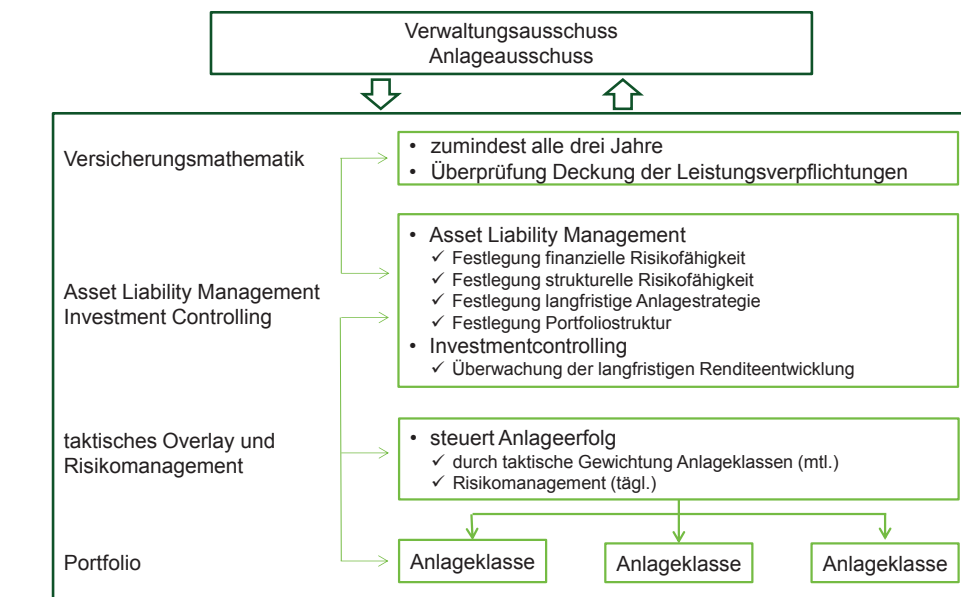 Verwaltungsausschuss
Anlageausschuss
Versicherungsmathematik
• zumindest alle drei Jahre
• Überprüfung Deckung der Leistungsverpflichtungen
Asset Liability Management
Investment Controlling
• Asset Liability Management
✓ Festlegung finanzielle Risikofähigkeit
✓ Festlegung strukturelle Risikofähigkeit
✓ Festlegung langfristige Anlagestrategie
✓ Festlegung Portfoliostruktur
• Investmentcontrolling
✓ Überwachung der langfristigen Renditeentwicklung
taktisches Overlay und
Risikomanagement
• steuert Anlageerfolg
✓ durch taktische Gewichtung Anlageklassen (mtl.)
✓ Risikomanagement (tägl.)
Portfolio
Anlageklasse
Anlageklasse
Anlageklasse